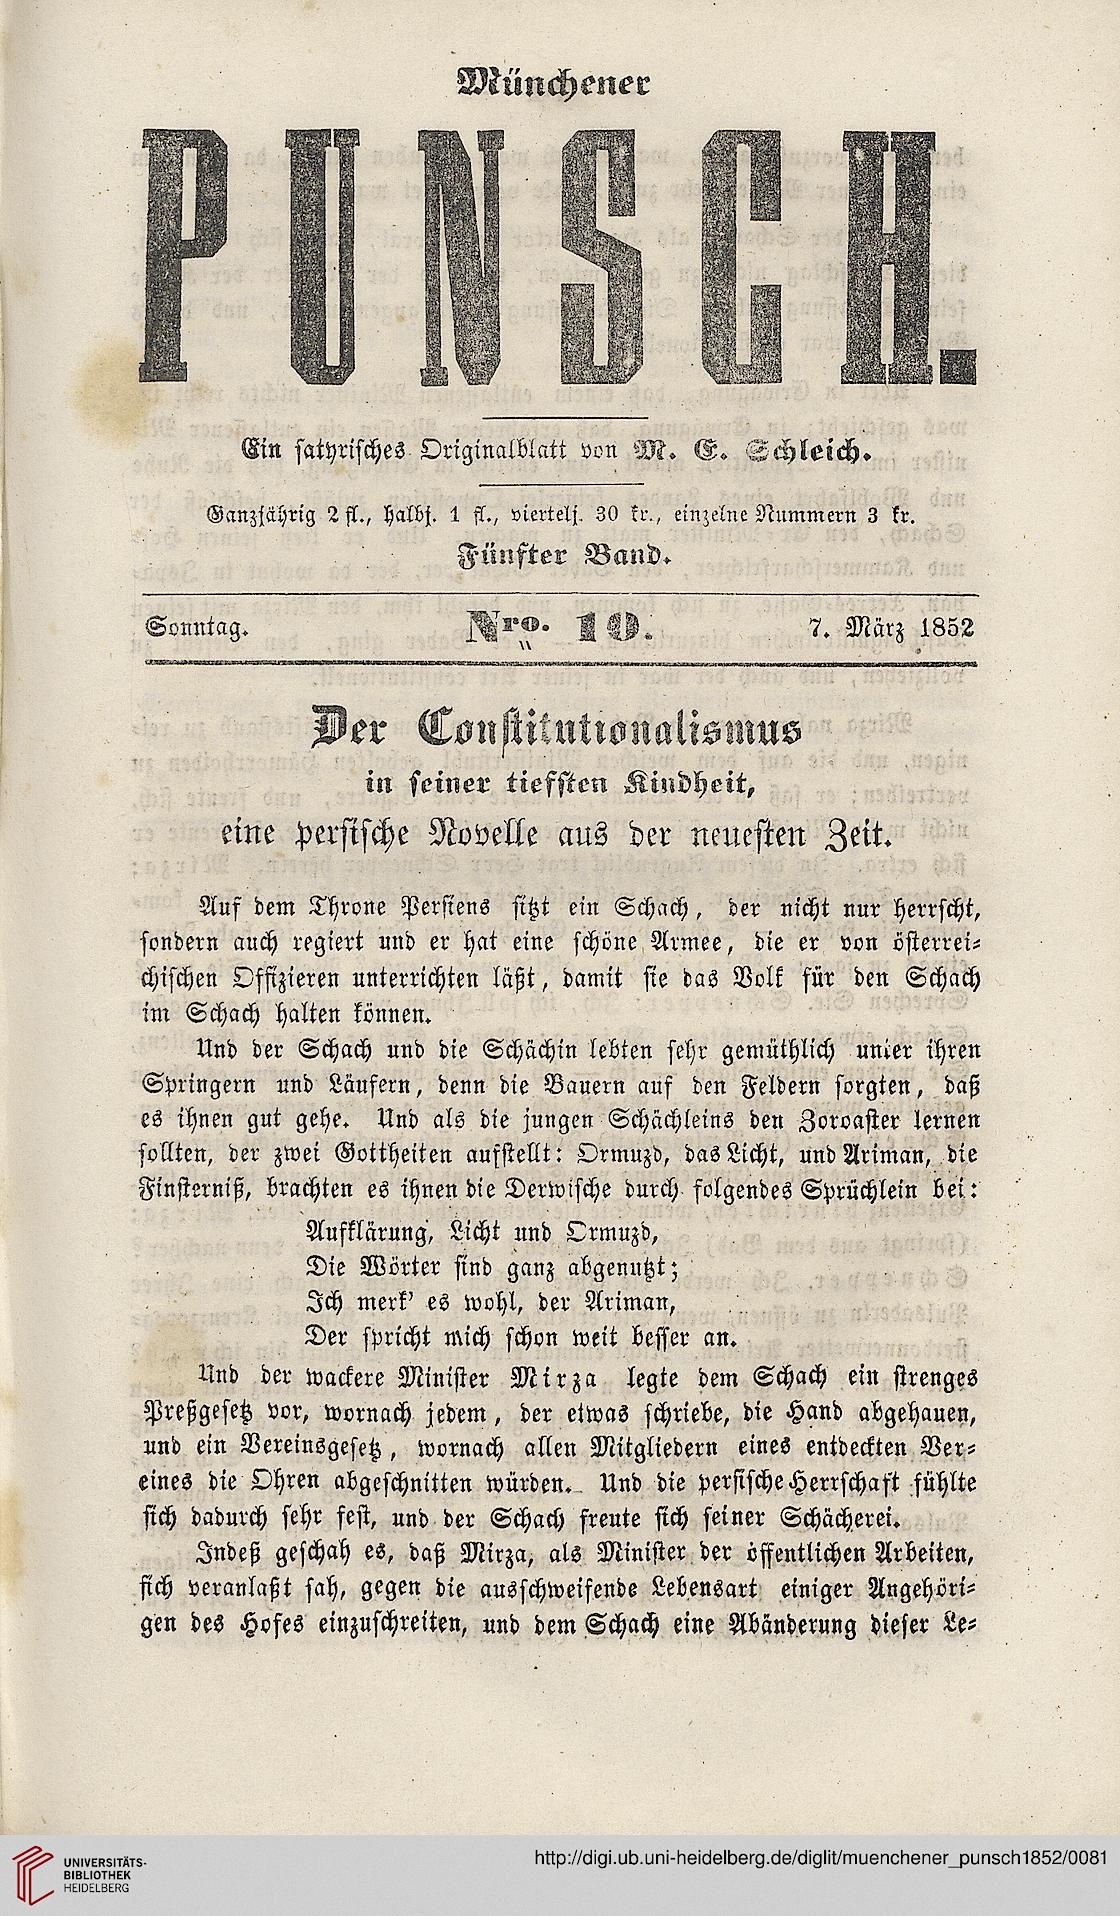 Münchener
PUNSCH.
Ein satyrisches Originalblatt von M. E. Schleich.
Ganzjährig 2 fl., halbj. 1 fl., viertelj. 30 kr., einzelne Nummern 3 kr.
Fünfter Band.
Sonntag. Nro. 10. 7. März 1852
Der Constitutionalismus
in seiner tiefsten Kindheit,
eine persische Novelle aus der neuesten Zeit.
Auf dem Throne Persiens sitzt ein Schach, der nicht nur herrscht,
sondern auch regiert und er hat eine schöne Armee, die er von österrei-
chischen Offizieren unterrichten läßt, damit sie das Volk für den Schach
im Schach halten können.
Und der Schach und die Schächin lebten sehr gemüthlich unter ihren
Springern und Läufern, denn die Bauern auf den Feldern sorgten, daß
es ihnen gut gehe. Und als die jungen Schächleins den Zoroaster lernen
sollten, der zwei Gottheiten aufstellt: Ormuzd, das Licht, und Ariman, die
Finsterniß, brachten es ihnen die Derwische durch folgendes Sprüchlein bei:
Aufklärung, Licht und Ormuzd,
Die Wörter sind ganz abgenutzt;
Ich merk' es wohl, der Ariman,
Der spricht mich schon weit besser an.
Und der wackere Minister Mirza legte dem Schach ein strenges
Preßgesetz vor, wornach jedem, der etwas schriebe, die Hand abgehauen,
und ein Vereinsgesetz, wornach allen Mitgliedern eines entdeckten Ver-
eines die Ohren abgeschnitten würden. Und die persische Herrschaft fühlte
sich dadurch sehr fest, und der Schach freute sich seiner Schächerei.
Indeß geschah es, daß Mirza, als Minister der öffentlichen Arbeiten,
sich veranlaßt sah, gegen die ausschweifende Lebensart einiger Angehöri-
gen des Hofes einzuschreiten, und dem Schach eine Abänderung dieser Le-
UNIVERSITÄTS-
BIBLIOTHEK
HEIDELBERG
http://digi.ub.uni-heidelberg.de/diglit/muenchener_punsch1852/0081